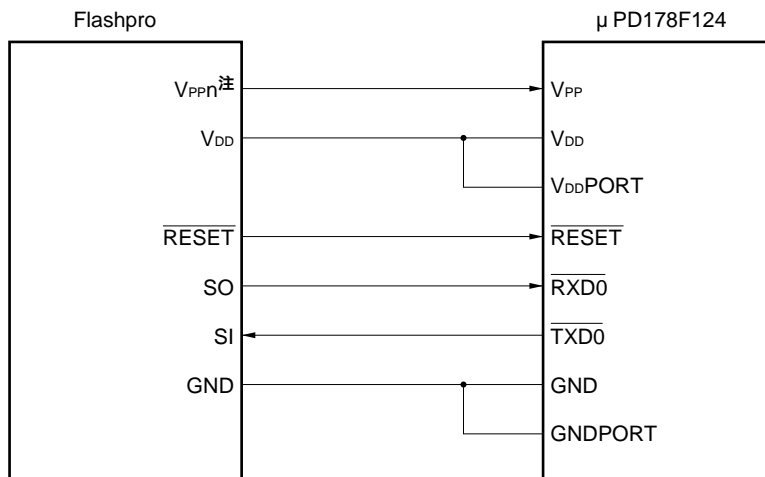 Flashpro
μ PD178F124
VPPn注
VPP
VDD
VDD
VDDPORT
RESET
RESET
SO
RXD0
SI
TXD0
GND
GND
GNDPORT